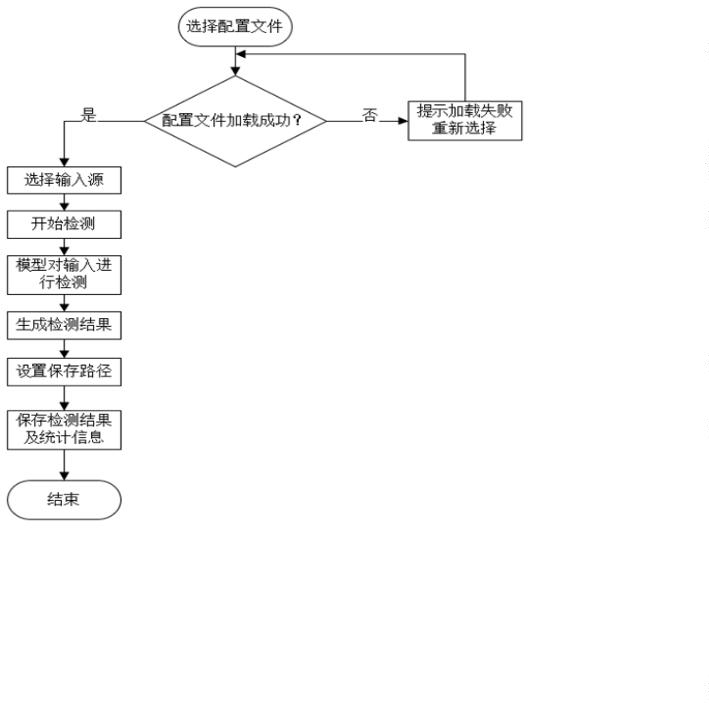 选择配置文件
是
配置文件加载成功？
否
提示加载失败
重新选择
选择输入源
开始检测
模型对输入进
行检测
生成检测结果
设置保存路径
保存检测结果
及统计信息
结束